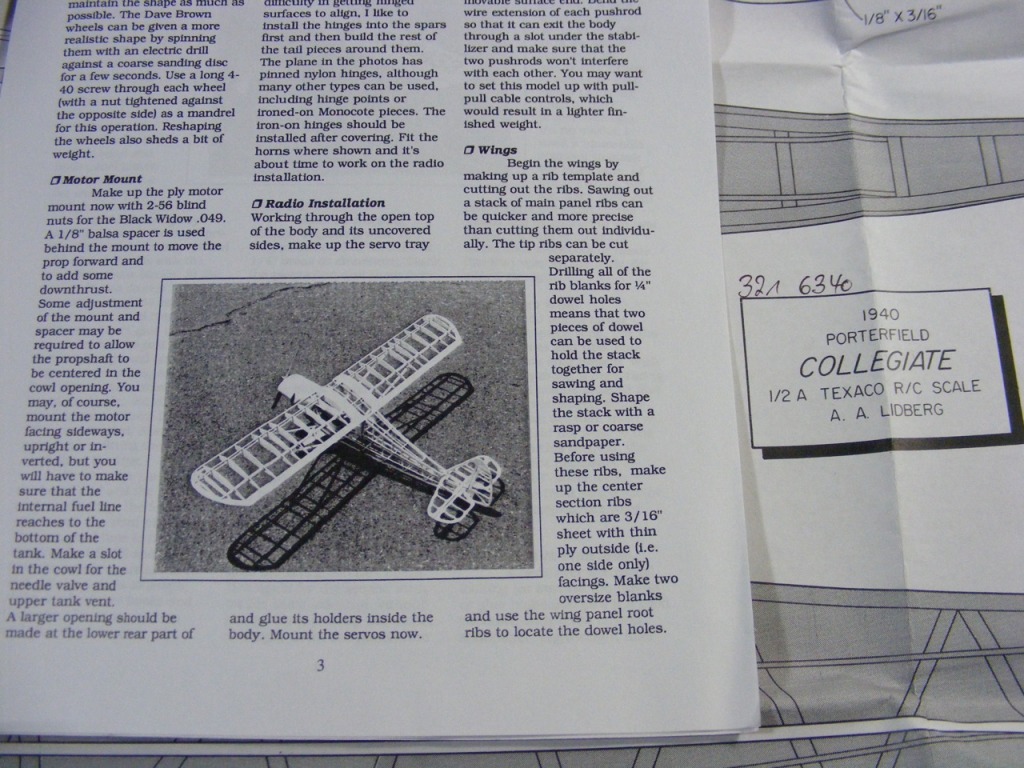 maintain the shape as much as
possible. The Dave Brown
wheels can be given a more
realistic shape by spinning
them with an electric drill
against a coarse sanding disc
for a few seconds. Use a long 4-
40 screw through each wheel
(with a nut tightened against
the opposite side) as a mandrel
for this operation. Reshaping
the wheels also sheds a bit of
weight.
❒ Motor Mount
Make up the ply motor
mount now with 2-56 blind
nuts for the Black Widow .049.
A 1/8" balsa spacer is used
behind the mount to move the
prop forward and
to add some
downthrust.
Some adjustment
of the mount and
spacer may be
required to allow
the propshaft to
be centered in the
cowl opening. You
may, of course,
mount the motor
facing sideways,
upright or in-
verted, but you
will have to make
sure that the
internal fuel line
reaches to the
bottom of the
tank. Make a slot
in the cowl for the
needle valve and
upper tank vent.
A larger opening should be
made at the lower rear part of
difficulty in getting hinged
surfaces to align, I like to
install the hinges into the spars
first and then build the rest of
the tail pieces around them.
The plane in the photos has
pinned nylon hinges, although
many other types can be used,
including hinge points or
ironed-on Monocote pieces. The
iron-on hinges should be
installed after covering. Fit the
horns where shown and it's
about time to work on the radio
installation.
❒ Radio Installation
Working through the open top
of the body and its uncovered
sides, make up the servo tray
and glue its holders inside the
body. Mount the servos now.
movable surface end. Bend the
wire extension of each pushrod
so that it can exit the body
through a slot under the stabi-
lizer and make sure that the
two pushrods won't interfere
with each other. You may want
to set this model up with pull-
pull cable controls, which
would result in a lighter fin-
ished weight.
❒ Wings
Begin the wings by
making up a rib template and
cutting out the ribs. Sawing out
a stack of main panel ribs can
be quicker and more precise
than cutting them out individu-
ally. The tip ribs can be cut
separately.
Drilling all of the
rib blanks for ¼"
dowel holes
means that two
pieces of dowel
can be used to
hold the stack
together for
sawing and
shaping. Shape
the stack with a
rasp or coarse
sandpaper.
Before using
these ribs, make
up the center
section ribs
which are 3/16"
sheet with thin
ply outside (i.e.
one side only)
facings. Make two
oversize blanks
and use the wing panel root
ribs to locate the dowel holes.
3
1/8" X 3/16"
321 6340
1940
PORTERFIELD
COLLEGIATE
1/2 A TEXACO R/C SCALE
A. A. LIDBERG